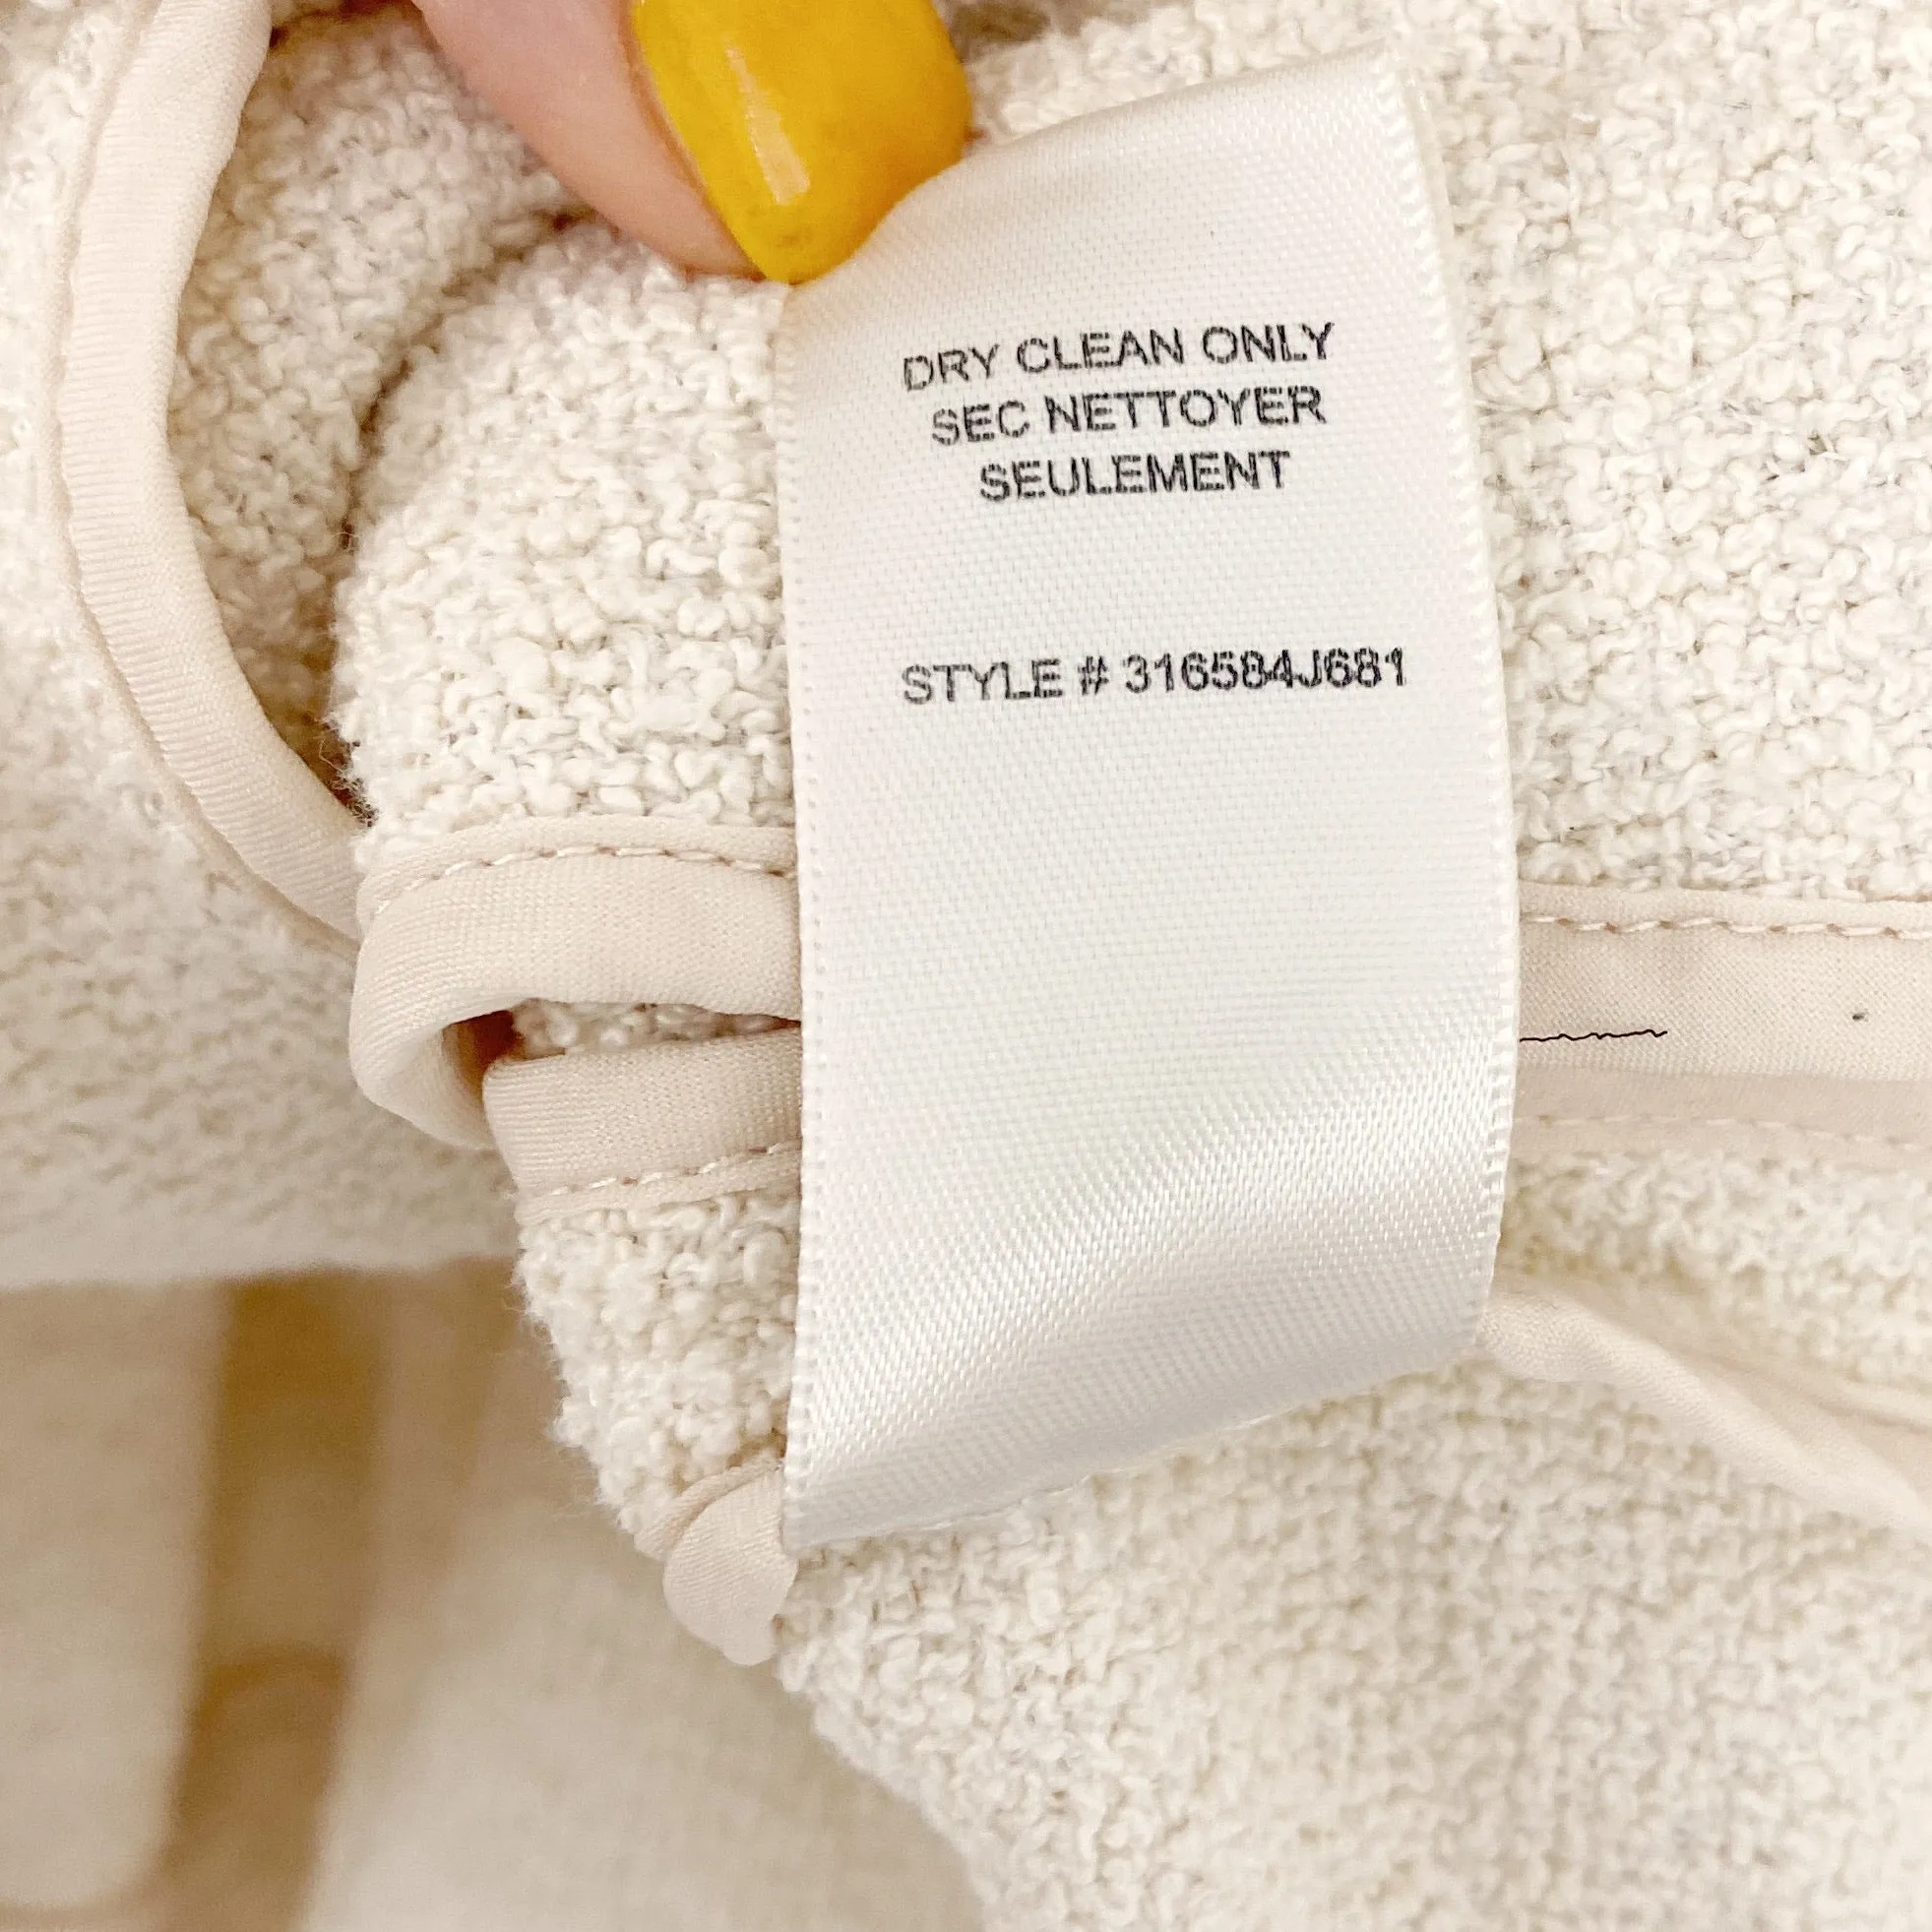 DRY CLEAN ONLY
SEC NETTOYER
SEULEMENT
STYLE # 316584J681